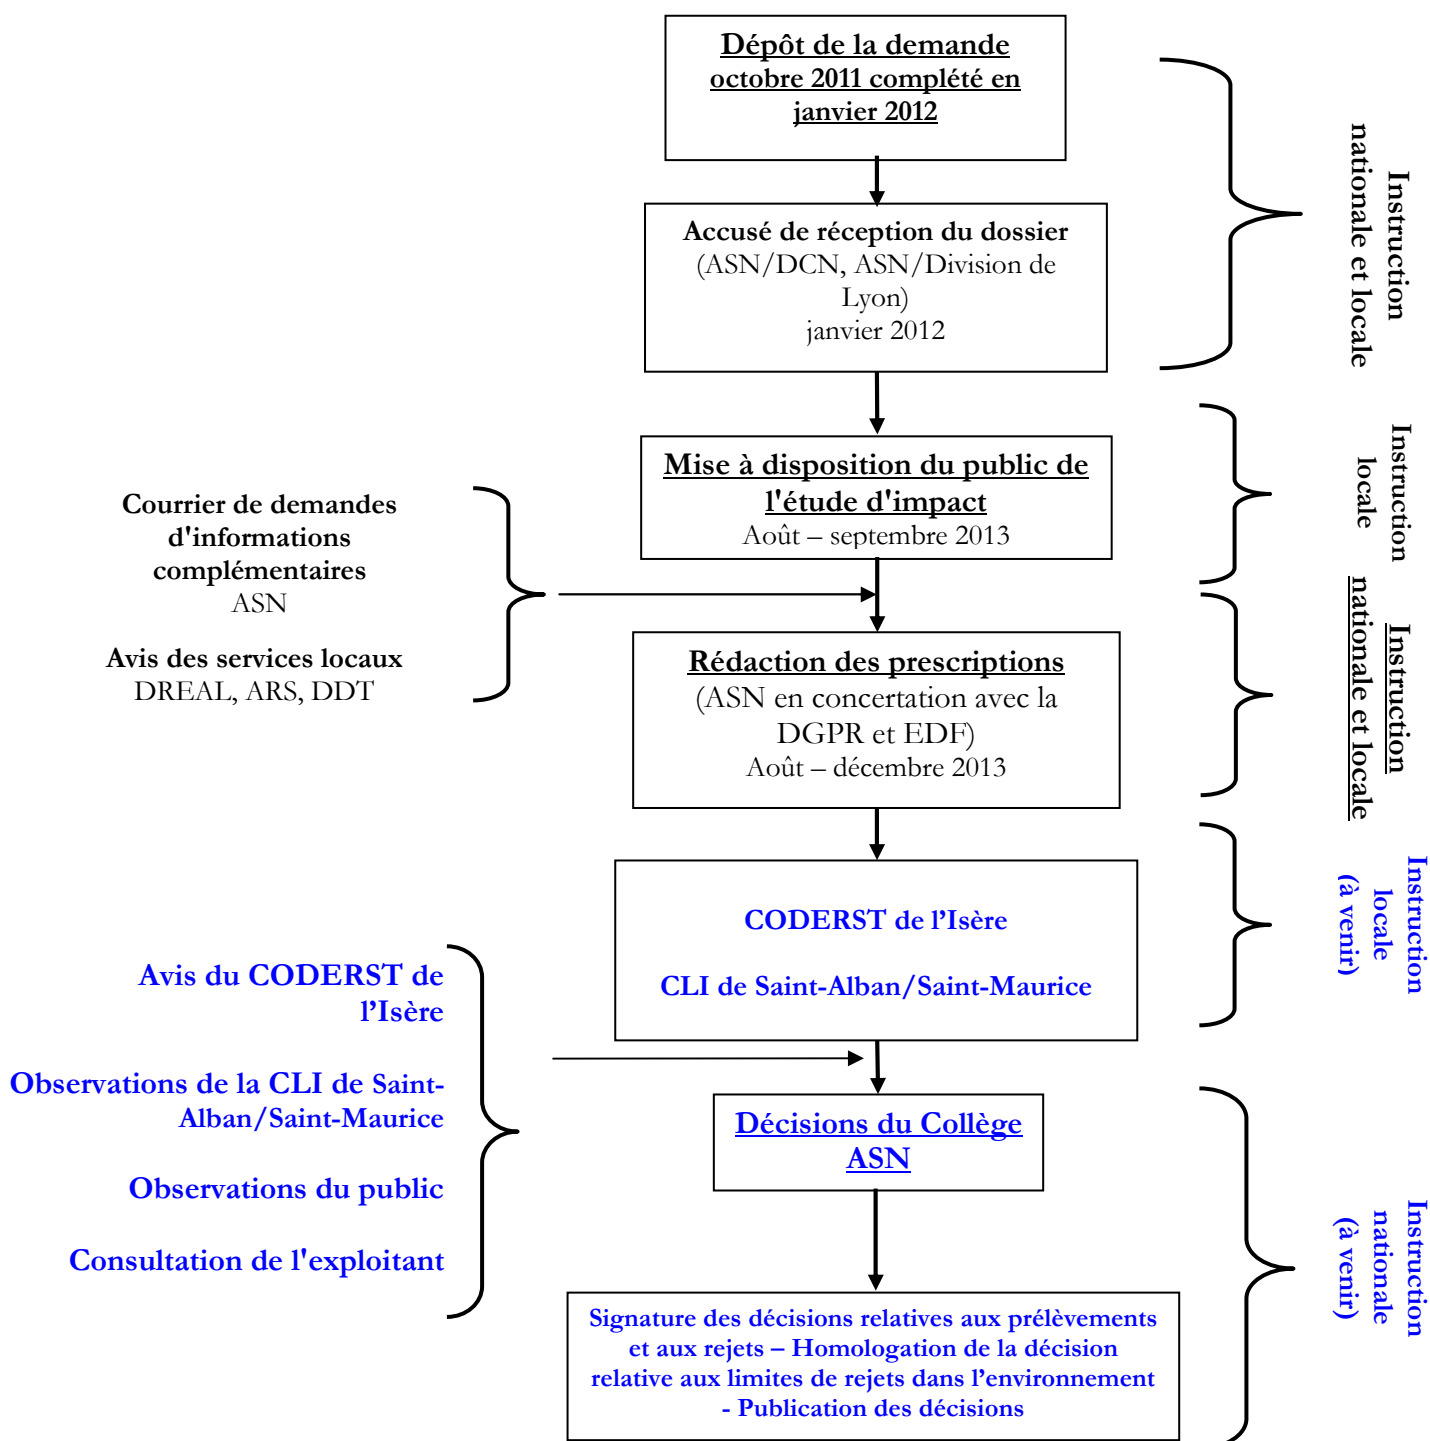 Dépôt de la demande
octobre 2011 complété en
janvier 2012
Accusé de réception du dossier
(ASN/DCN, ASN/Division de
Lyon)
janvier 2012
Instruction
nationale et locale
Mise à disposition du public de
l'étude d'impact
Août – septembre 2013
Instruction
locale
Courrier de demandes
d'informations
complémentaires
ASN
Avis des services locaux
DREAL, ARS, DDT
Rédaction des prescriptions
(ASN en concertation avec la
DGPR et EDF)
Août – décembre 2013
Instruction
nationale et locale
CODERST de l’Isère
CLI de Saint-Alban/Saint-Maurice
Instruction
locale
(à venir)
Avis du CODERST de
l’Isère
Observations de la CLI de Saint-
Alban/Saint-Maurice
Observations du public
Consultation de l'exploitant
Décisions du Collège
ASN
Signature des décisions relatives aux prélèvements
et aux rejets – Homologation de la décision
relative aux limites de rejets dans l’environnement
- Publication des décisions
Instruction
nationale
(à venir)